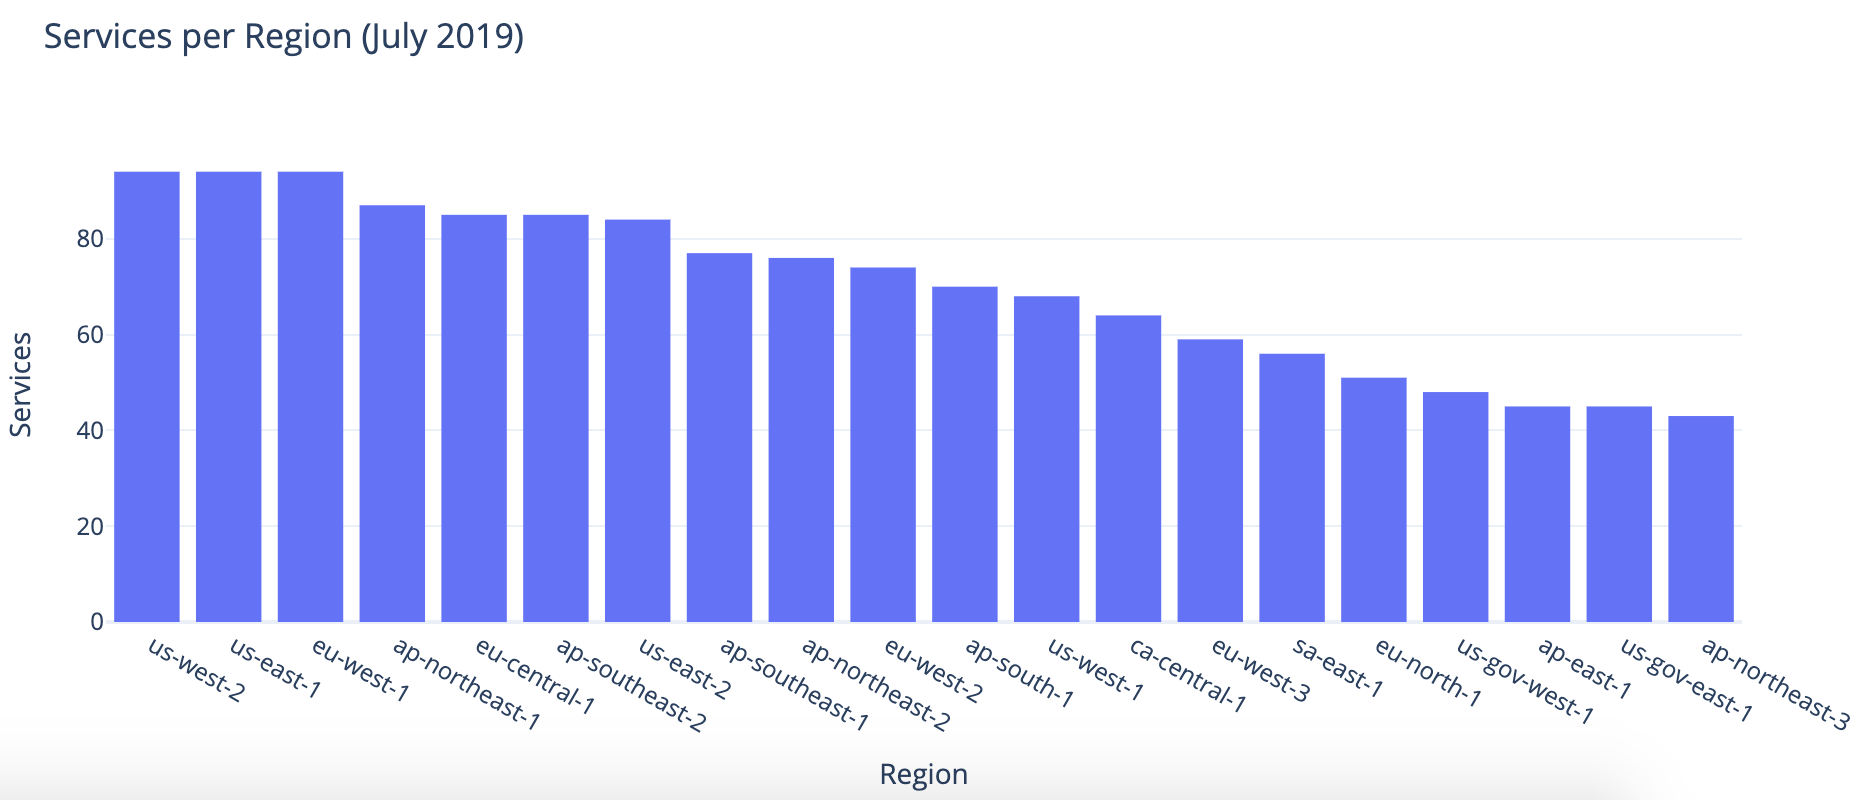 Services per Region (July 2019)
Services
80
60
40
20
0
us-west-2
us-east-1
eu-west-1
ap-northeast-1
eu-central-1
ap-southeast-2
us-east-2
ap-southeast-1
ap-northeast-2
eu-west-2
ap-south-1
us-west-1
ca-central-1
eu-west-3
sa-east-1
eu-north-1
us-gov-west-1
ap-east-1
us-gov-east-1
ap-northeast-3
Region